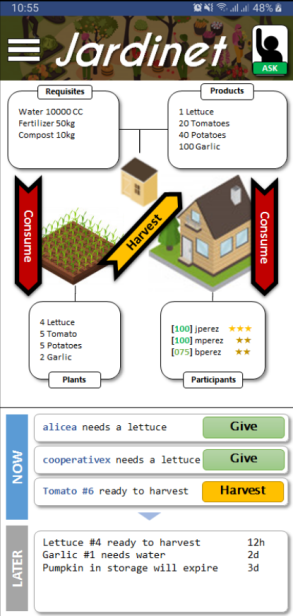 10:55
48%
Jardinet
ASK
Requisites
Water 10000 CC
Fertilizer 50kg
Compost 10kg
Products
1 Lettuce
20 Tomatoes
40 Potatoes
100 Garlic
Consume
Harvest
Consume
4 Lettuce
5 Tomato
5 Potatoes
2 Garlic
Plants
[100] jperez ★★★
[100] mperez ★★
[075] bperez ★★
Participants
NOW
alicea needs a lettuce Give
cooperativex needs a lettuce Give
Tomato #6 ready to harvest Harvest
LATER
Lettuce #4 ready to harvest 12h
Garlic #1 needs water 2d
Pumpkin in storage will expire 3d